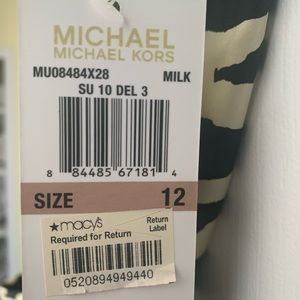 MICHAEL
MICHAEL KORS
MU08484X28 MILK
SU 10 DEL 3
8 84485 67181 4
SIZE 12
★macy's Return
Required for Return Label
0520894949440